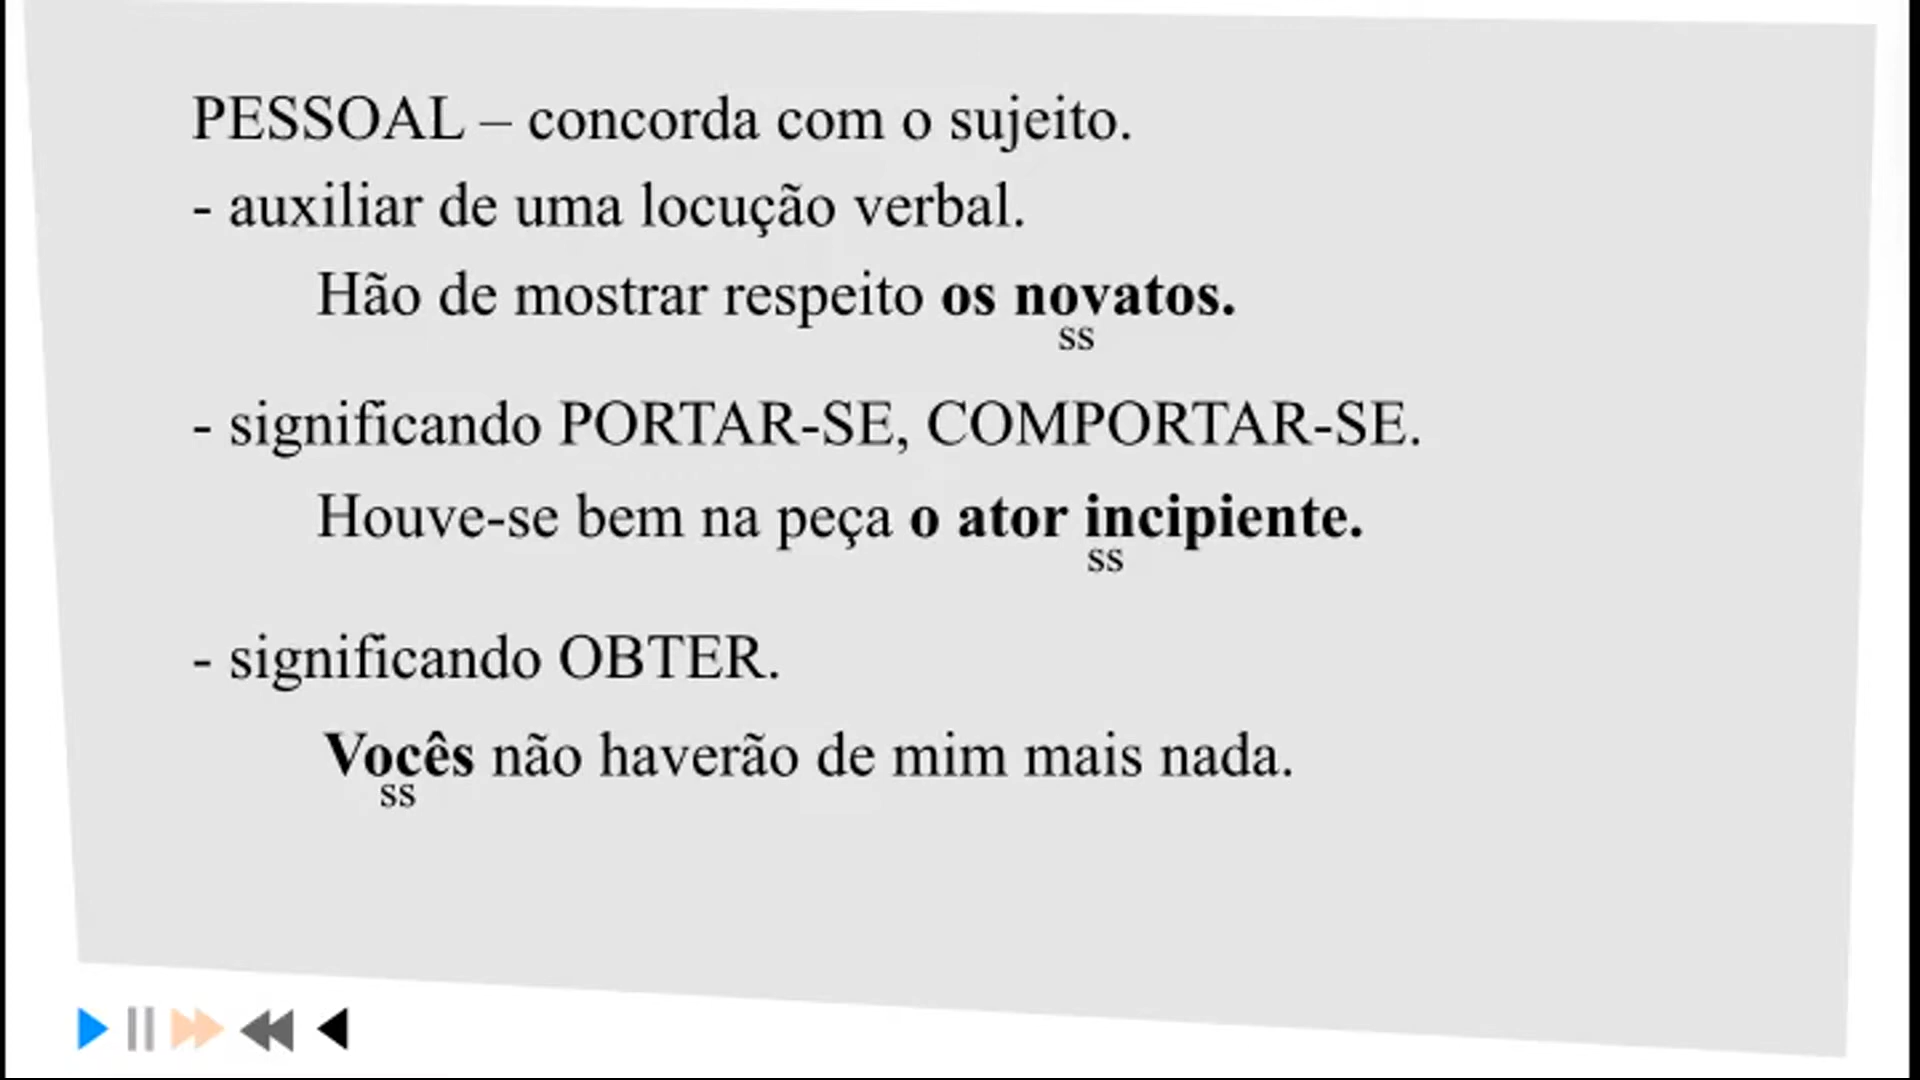 PESSOAL – concorda com o sujeito.
- auxiliar de uma locução verbal.
Hão de mostrar respeito os novatos.
ss
- significando PORTAR-SE, COMPORTAR-SE.
Houve-se bem na peça o ator incipiente.
ss
- significando OBTER.
Vocês não haverão de mim mais nada.
ss